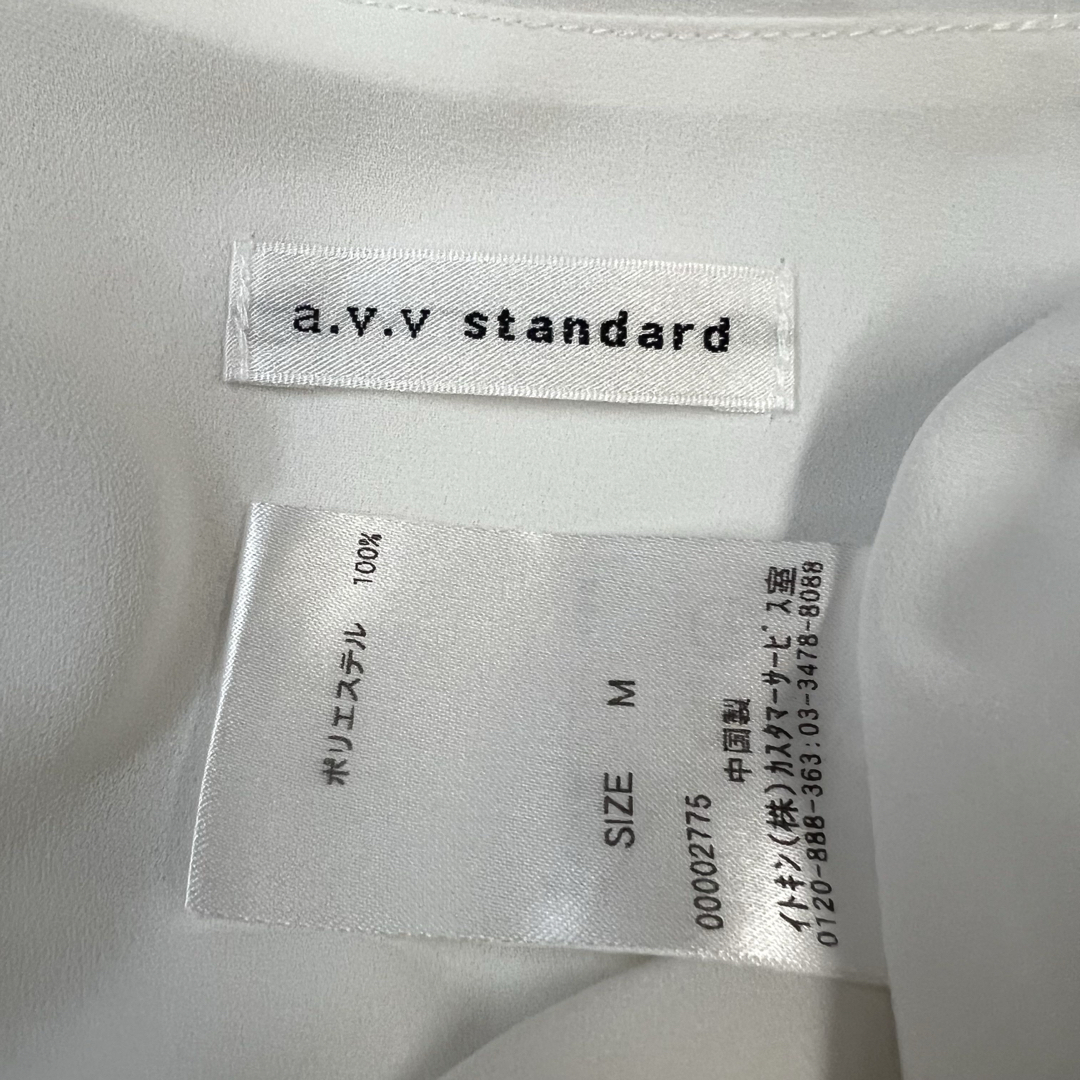 a.v.v standard
ポリエステル 100%
SIZE M
00002775
中国製
イトキン(株)カスタマーサービス室
0120-888-363:03-3478-8088